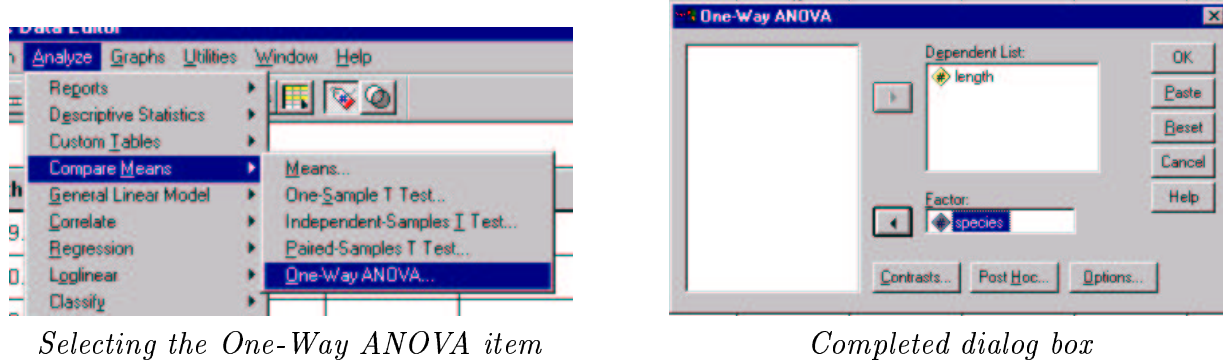 Data Editor
Analyze Graphs Utilities Window Help
Reports
Descriptive Statistics
Custom Tables
Compare Means
General Linear Model
Correlate
Regression
Loglinear
Classify
Means...
One-Sample T Test...
Independent-Samples T Test...
Paired-Samples T Test...
One-Way ANOVA...
Selecting the One-Way ANOVA item
One-Way ANOVA
Dependent List:
length
Factor:
species
OK
Paste
Reset
Cancel
Help
Contrasts...
Post Hoc...
Options...
Completed dialog box